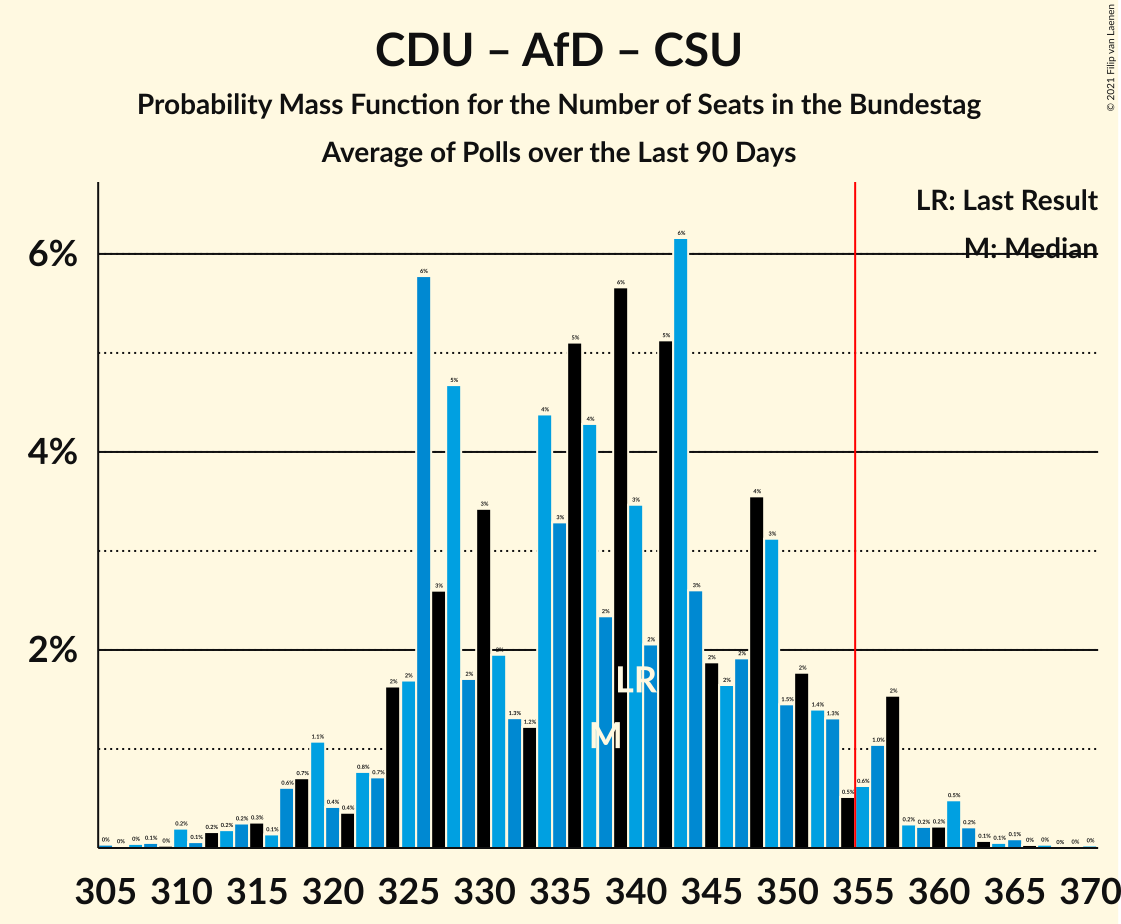 CDU – AfD – CSU
Probability Mass Function for the Number of Seats in the Bundestag
Average of Polls over the Last 90 Days
© 2021 Filip van Laenen
LR: Last Result
M: Median
6%
4%
2%
0% 0% 0% 0.1% 0% 0.2% 0.1% 0.2% 0.2% 0.2% 0.3% 0.1% 0.6% 0.7% 1.1% 0.4% 0.4% 0.8% 0.7% 2% 2% 6% 3% 5% 2% 3% 2% 1.3% 1.2% 4% 3% 5% 4% 2% 6% 3% 2% 5% 6% 3% 2% 2% 2% 4% 3% 1.5% 2% 1.4% 1.3% 0.5% 0.6% 1.0% 2% 0.2% 0.2% 0.2% 0.5% 0.2% 0.1% 0.1% 0.1% 0% 0% 0% 0% 0%
LR
M
305 310 315 320 325 330 335 340 345 350 355 360 365 370